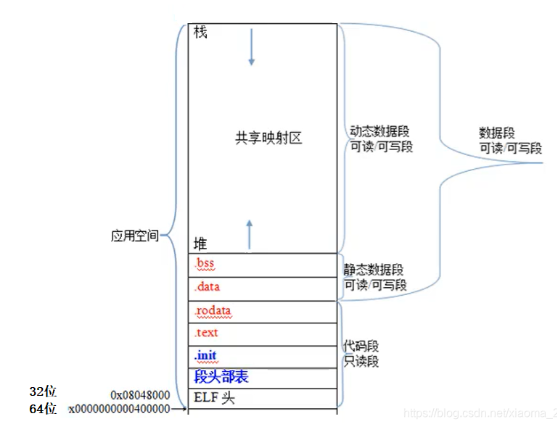 栈
共享映射区
动态数据段
可读/可写段
数据段
可读/可写段
应用空间
堆
.bss
静态数据段
可读/可写段
.data
.rodata
.text
代码段
只读段
.init
段头部表
32位 0x08048000
ELF 头
64位 x0000000000400000
https://blog.csdn.net/xiaoma_2